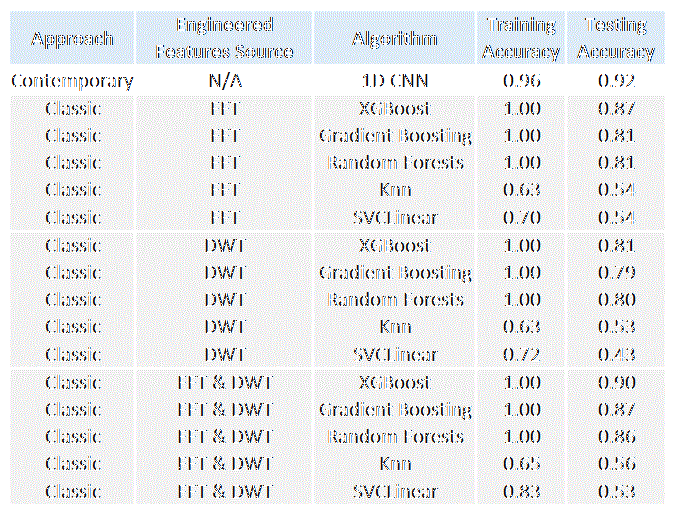 Approach Engineered Features Source Algorithm Training Accuracy Testing Accuracy
Contemporary N/A 1D CNN 0.96 0.92
Classic FFT XGBoost 1.00 0.87
Classic FFT Gradient Boosting 1.00 0.81
Classic FFT Random Forests 1.00 0.81
Classic FFT Knn 0.63 0.54
Classic FFT SVCLinear 0.70 0.54
Classic DWT XGBoost 1.00 0.81
Classic DWT Gradient Boosting 1.00 0.79
Classic DWT Random Forests 1.00 0.80
Classic DWT Knn 0.63 0.53
Classic DWT SVCLinear 0.72 0.43
Classic FFT & DWT XGBoost 1.00 0.90
Classic FFT & DWT Gradient Boosting 1.00 0.87
Classic FFT & DWT Random Forests 1.00 0.86
Classic FFT & DWT Knn 0.65 0.56
Classic FFT & DWT SVCLinear 0.83 0.53